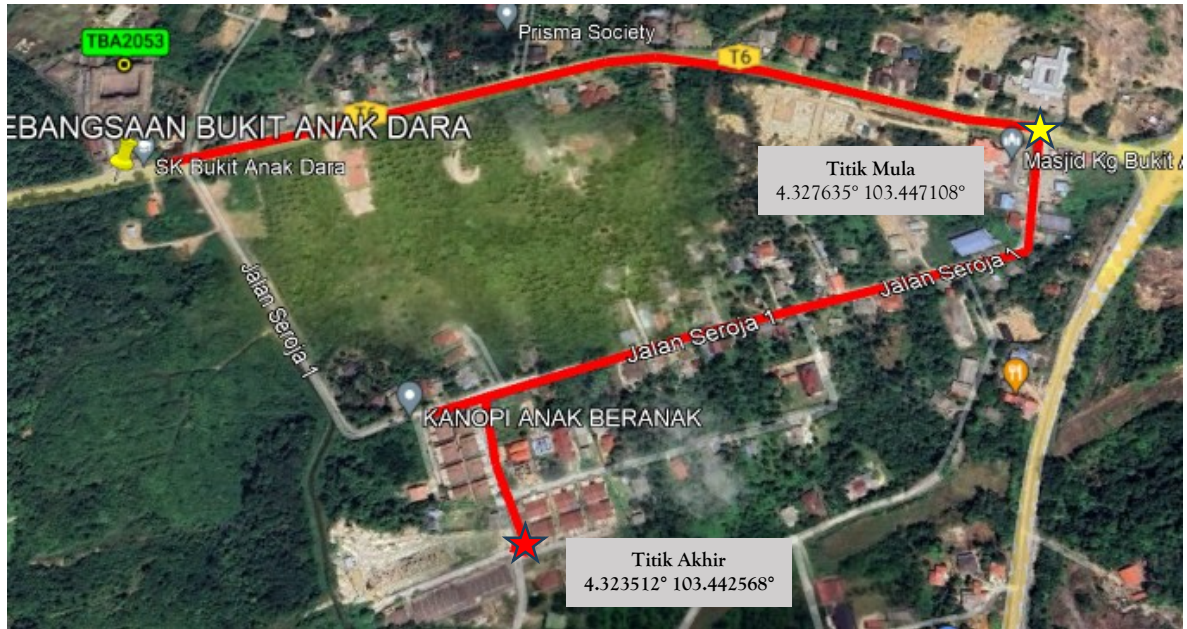 TBA2053
Prisma Society
T6
T6
EBANGSAAN BUKIT ANAK DARA
SK Bukit Anak Dara
Masjid Kg Bukit A
Titik Mula
4.327635° 103.447108°
Jalan Seroja 1
Jalan Seroja 1
Jalan Seroja 1
KANOPI ANAK BERANAK
Titik Akhir
4.323512° 103.442568°